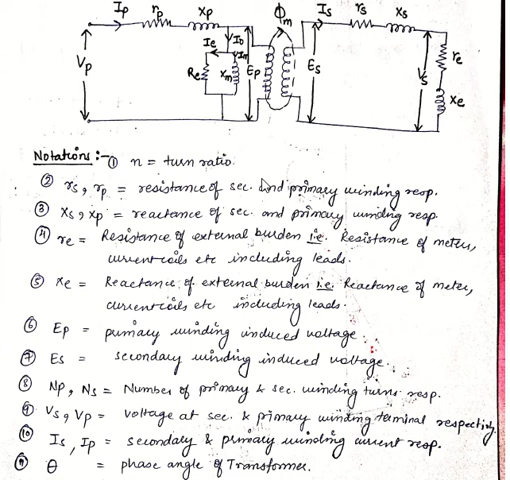 Ip rp xp ϕm Is rs xs
Ie Io Im
Vp Re xm Ep Es Vs re xe
Notations :- ① n = turn ratio.
② rs, rp = resistance of sec. and primary winding resp.
③ xs, xp = reactance of sec. and primary winding resp.
④ re = Resistance of external burden i.e. Resistance of meters,
current coils etc including leads.
⑤ xe = Reactance of external burden i.e. Reactance of meter,
current coils etc including leads.
⑥ Ep = primary winding induced voltage.
⑦ Es = secondary winding induced voltage.
⑧ Np, Ns = Number of primary & sec. winding turns resp.
⑨ Vs, Vp = voltage at sec. & primary winding terminal respectively.
⑩ Is, Ip = secondary & primary winding current resp.
θ = phase angle of Transformer.